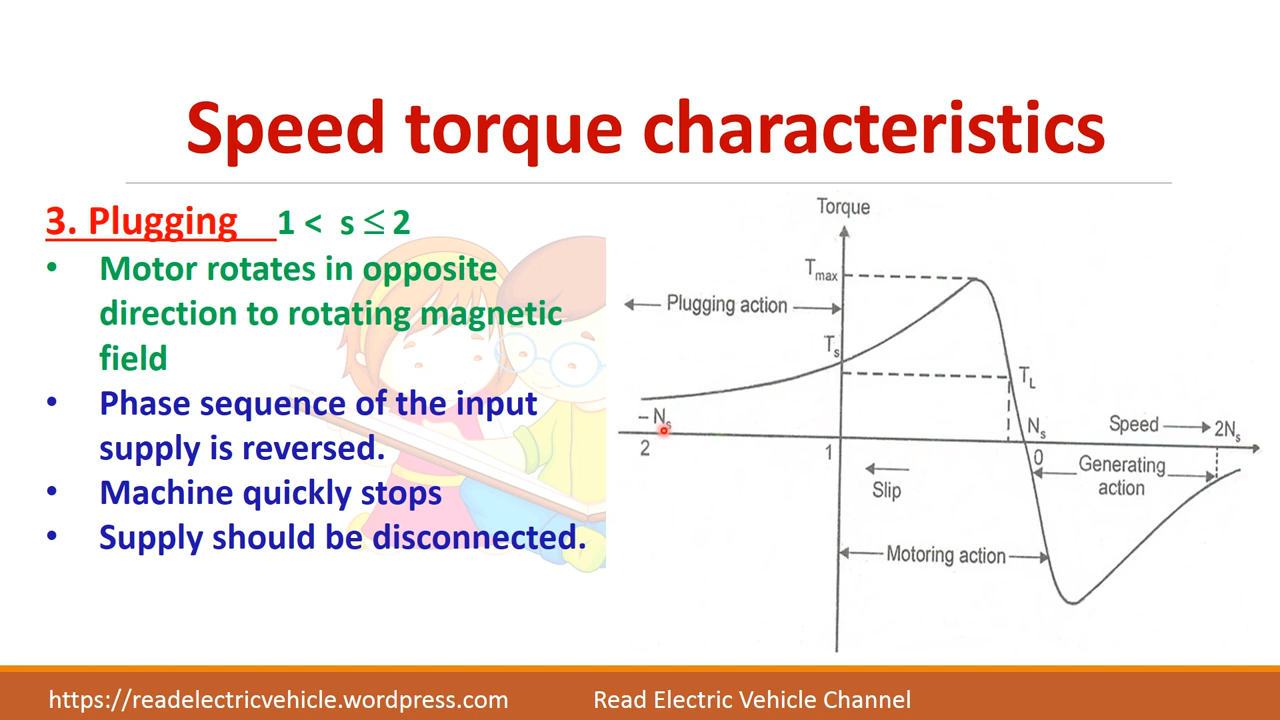 Speed torque characteristics
3. Plugging 1 < s ≤ 2
• Motor rotates in opposite
direction to rotating magnetic
field
• Phase sequence of the input
supply is reversed.
• Machine quickly stops
• Supply should be disconnected.
Torque
Tmax
Plugging action
Ts
TL
– Ns
Ns
Speed
2Ns
2
1
0
Generating
action
Slip
Motoring action
https://readelectricvehicle.wordpress.com
Read Electric Vehicle Channel